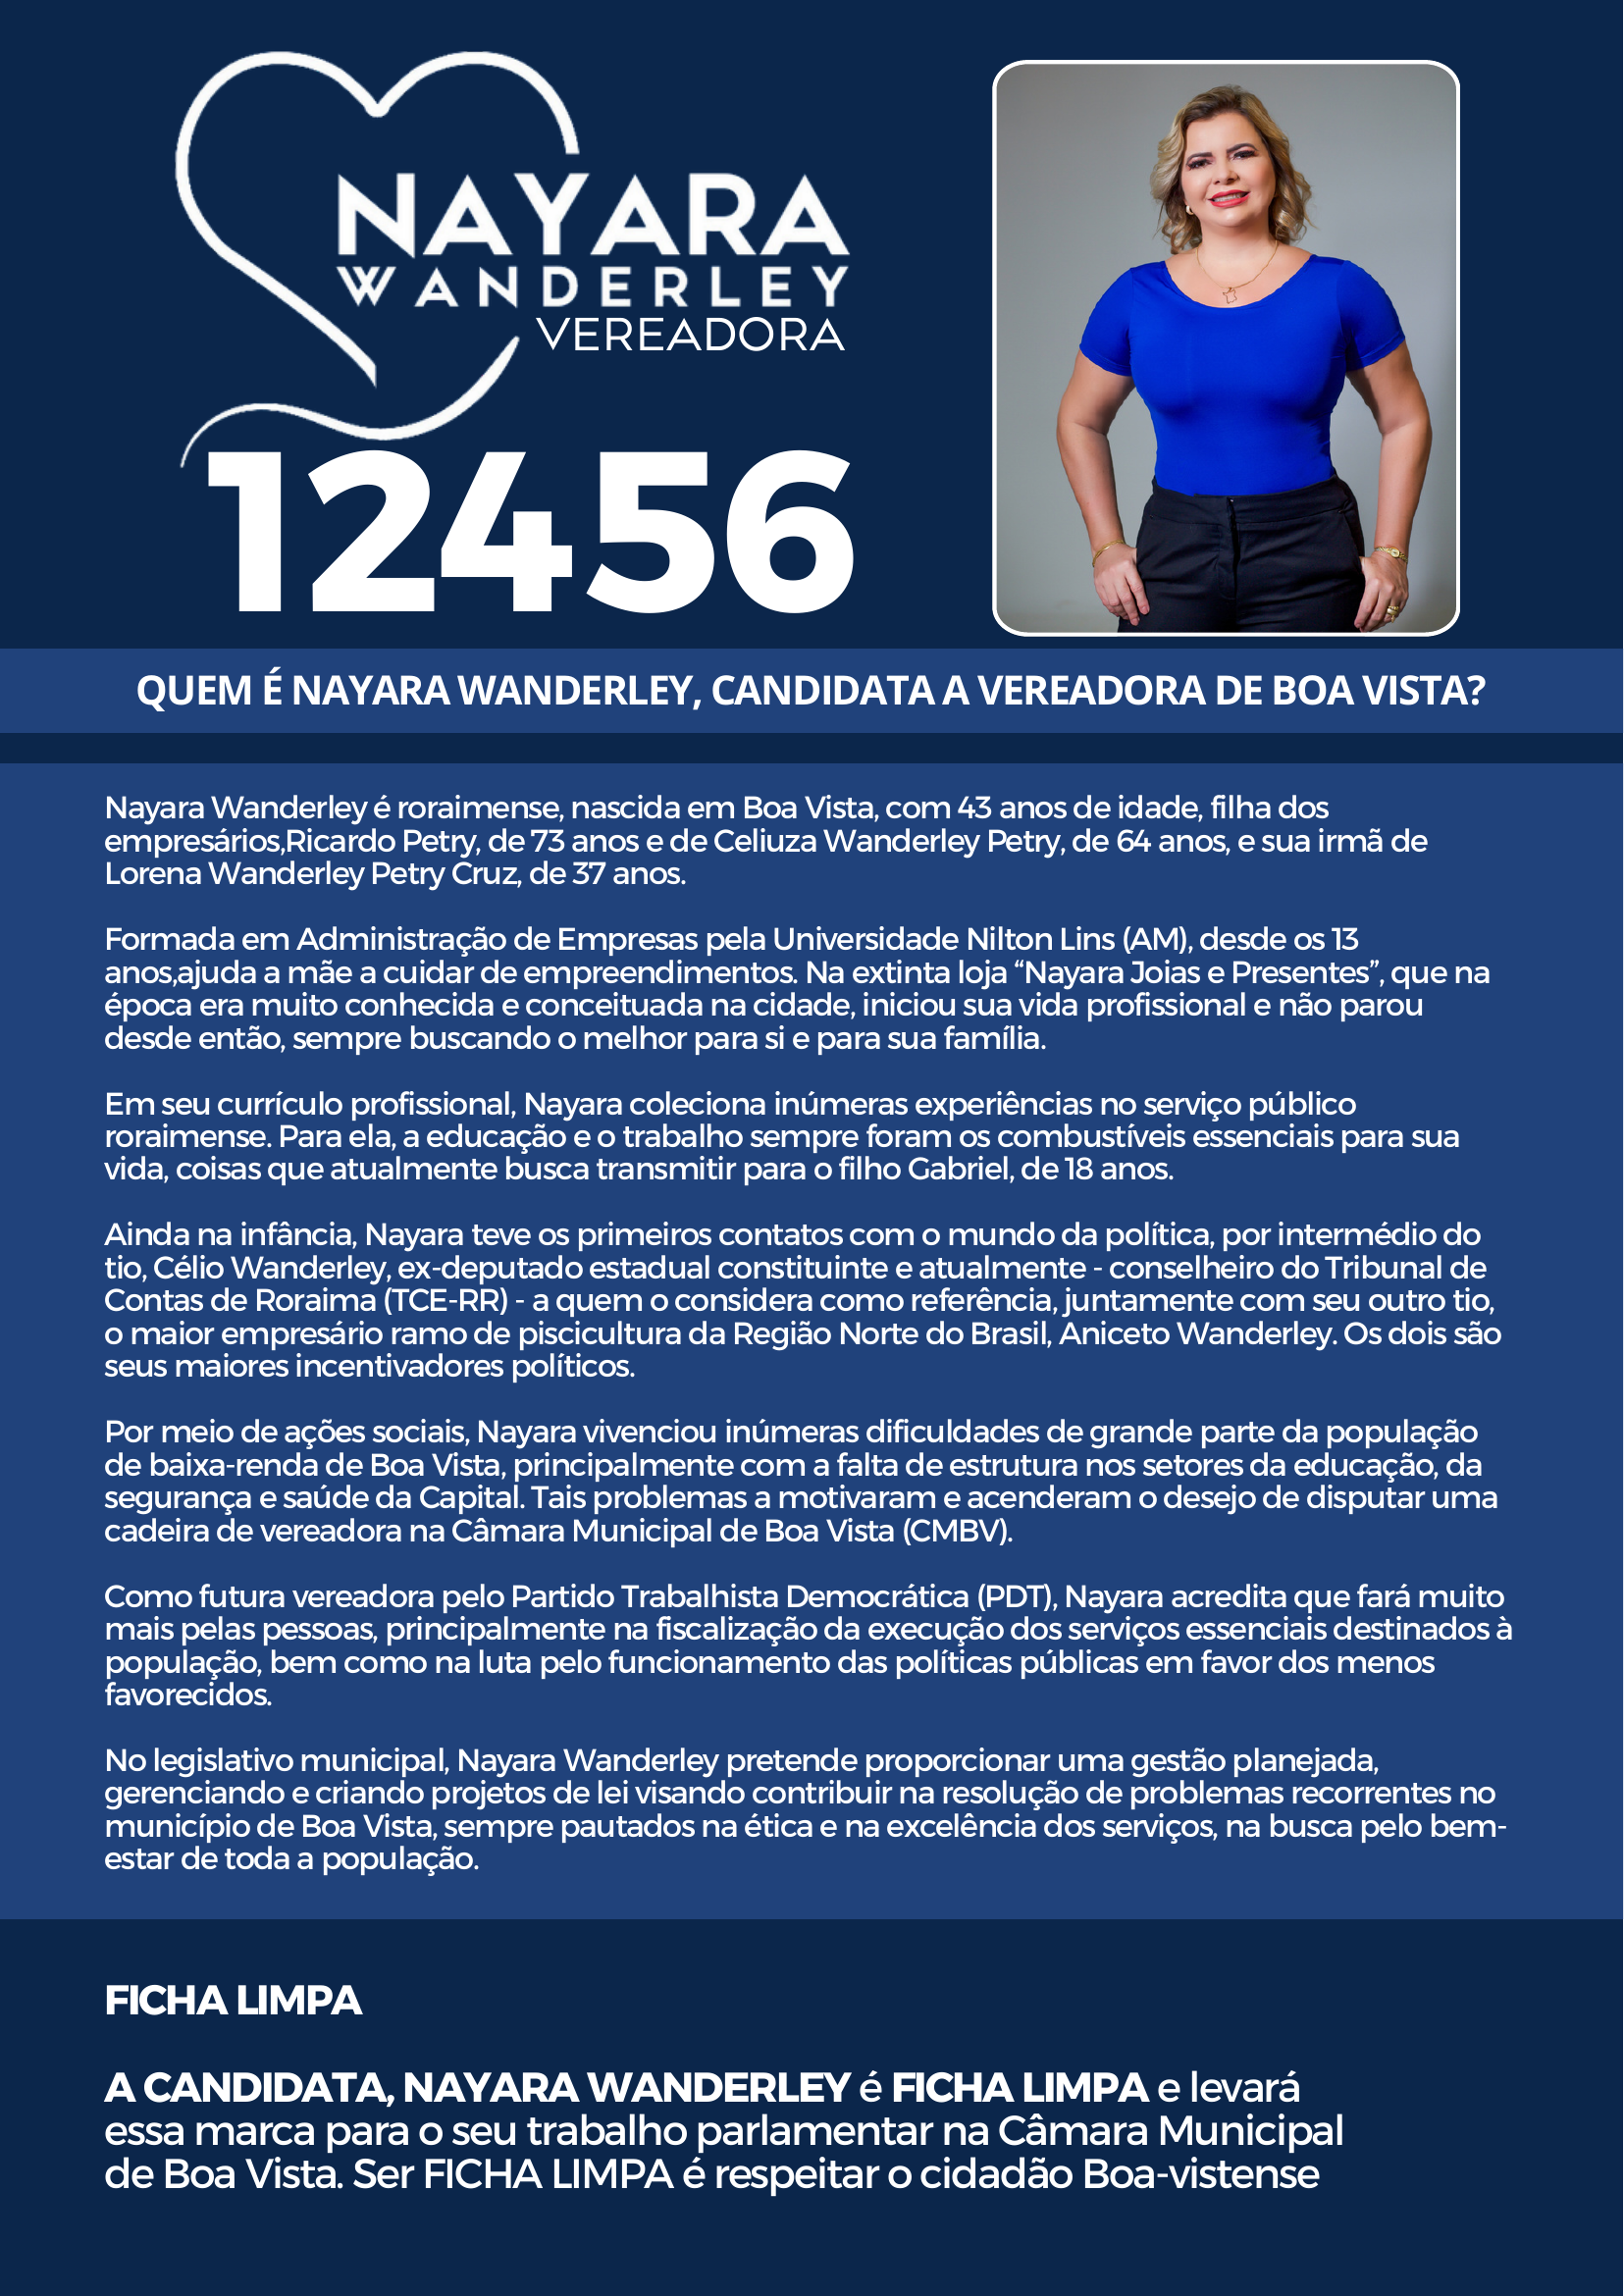 NAYARA
WANDERLEY
VEREADORA
12456
QUEM É NAYARA WANDERLEY, CANDIDATA A VEREADORA DE BOA VISTA?
Nayara Wanderley é roraimense, nascida em Boa Vista, com 43 anos de idade, filha dos
empresários,Ricardo Petry, de 73 anos e de Celiuza Wanderley Petry, de 64 anos, e sua irmã de
Lorena Wanderley Petry Cruz, de 37 anos.
Formada em Administração de Empresas pela Universidade Nilton Lins (AM), desde os 13
anos,ajuda a mãe a cuidar de empreendimentos. Na extinta loja “Nayara Joias e Presentes”, que na
época era muito conhecida e conceituada na cidade, iniciou sua vida profissional e não parou
desde então, sempre buscando o melhor para si e para sua família.
Em seu currículo profissional, Nayara coleciona inúmeras experiências no serviço público
roraimense. Para ela, a educação e o trabalho sempre foram os combustíveis essenciais para sua
vida, coisas que atualmente busca transmitir para o filho Gabriel, de 18 anos.
Ainda na infância, Nayara teve os primeiros contatos com o mundo da política, por intermédio do
tio, Célio Wanderley, ex-deputado estadual constituinte e atualmente - conselheiro do Tribunal de
Contas de Roraima (TCE-RR) - a quem o considera como referência, juntamente com seu outro tio,
o maior empresário ramo de piscicultura da Região Norte do Brasil, Aniceto Wanderley. Os dois são
seus maiores incentivadores políticos.
Por meio de ações sociais, Nayara vivenciou inúmeras dificuldades de grande parte da população
de baixa-renda de Boa Vista, principalmente com a falta de estrutura nos setores da educação, da
segurança e saúde da Capital. Tais problemas a motivaram e acenderam o desejo de disputar uma
cadeira de vereadora na Câmara Municipal de Boa Vista (CMBV).
Como futura vereadora pelo Partido Trabalhista Democrática (PDT), Nayara acredita que fará muito
mais pelas pessoas, principalmente na fiscalização da execução dos serviços essenciais destinados à
população, bem como na luta pelo funcionamento das políticas públicas em favor dos menos
favorecidos.
No legislativo municipal, Nayara Wanderley pretende proporcionar uma gestão planejada,
gerenciando e criando projetos de lei visando contribuir na resolução de problemas recorrentes no
município de Boa Vista, sempre pautados na ética e na excelência dos serviços, na busca pelo bem-
estar de toda a população.
FICHA LIMPA
A CANDIDATA, NAYARA WANDERLEY é FICHA LIMPA e levará
essa marca para o seu trabalho parlamentar na Câmara Municipal
de Boa Vista. Ser FICHA LIMPA é respeitar o cidadão Boa-vistense